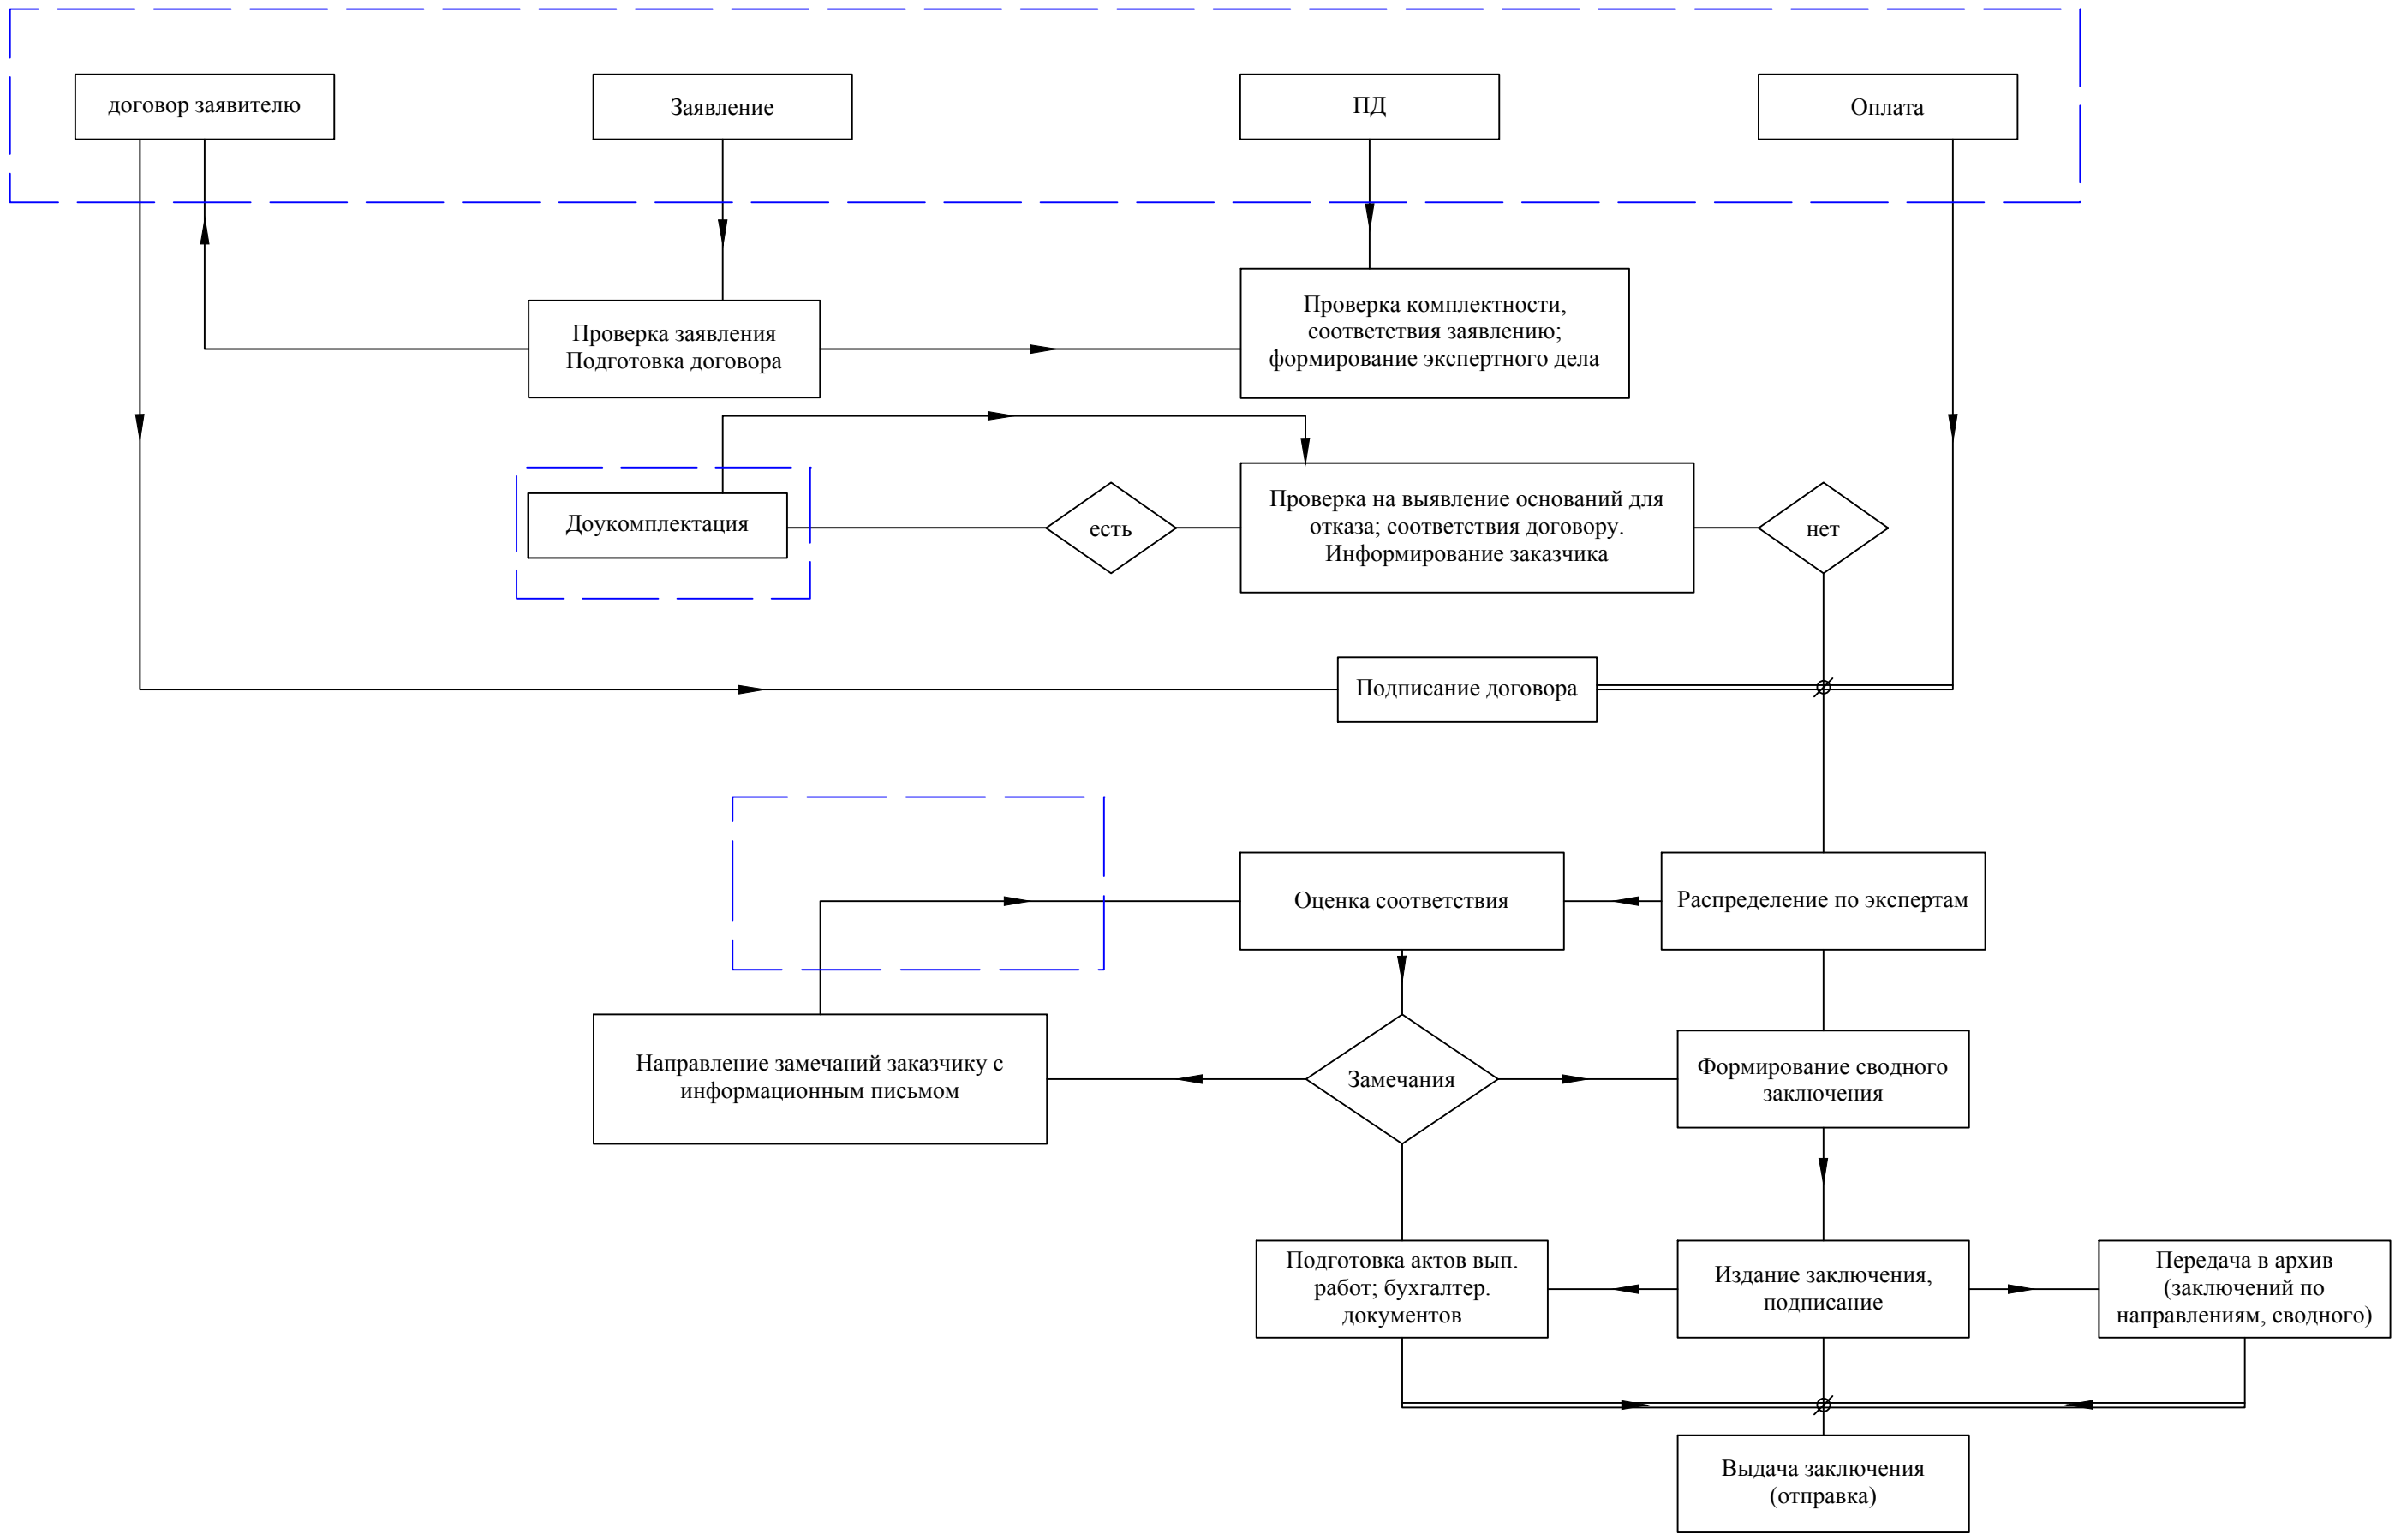 договор заявителю
Заявление
ПД
Оплата
Проверка заявления
Подготовка договора
Проверка комплектности,
соответствия заявлению;
формирование экспертного дела
Доукомплектация
есть
Проверка на выявление оснований для
отказа; соответствия договору.
Информирование заказчика
нет
Подписание договора
Оценка соответствия
Распределение по экспертам
Направление замечаний заказчику с
информационным письмом
Замечания
Формирование сводного
заключения
Подготовка актов вып.
работ; бухгалтер.
документов
Издание заключения,
подписание
Передача в архив
(заключений по
направлениям, сводного)
Выдача заключения
(отправка)